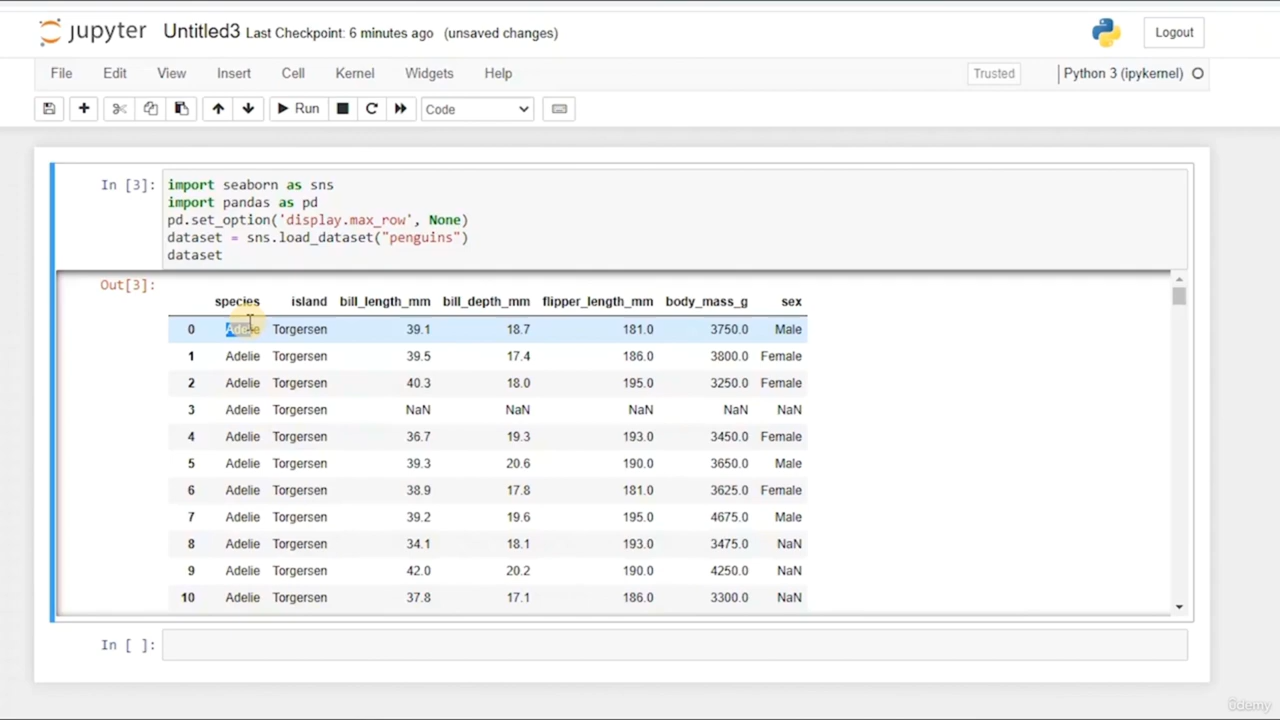 jupyter Untitled3 Last Checkpoint: 6 minutes ago (unsaved changes) Logout
File Edit View Insert Cell Kernel Widgets Help Trusted Python 3 (ipykernel)
Run Code
In [3]: import seaborn as sns
import pandas as pd
pd.set_option('display.max_row', None)
dataset = sns.load_dataset("penguins")
dataset
Out[3]:
species island bill_length_mm bill_depth_mm flipper_length_mm body_mass_g sex
0 Adelie Torgersen 39.1 18.7 181.0 3750.0 Male
1 Adelie Torgersen 39.5 17.4 186.0 3800.0 Female
2 Adelie Torgersen 40.3 18.0 195.0 3250.0 Female
3 Adelie Torgersen NaN NaN NaN NaN NaN
4 Adelie Torgersen 36.7 19.3 193.0 3450.0 Female
5 Adelie Torgersen 39.3 20.6 190.0 3650.0 Male
6 Adelie Torgersen 38.9 17.8 181.0 3625.0 Female
7 Adelie Torgersen 39.2 19.6 195.0 4675.0 Male
8 Adelie Torgersen 34.1 18.1 193.0 3475.0 NaN
9 Adelie Torgersen 42.0 20.2 190.0 4250.0 NaN
10 Adelie Torgersen 37.8 17.1 186.0 3300.0 NaN
In [ ]:
ûdemy